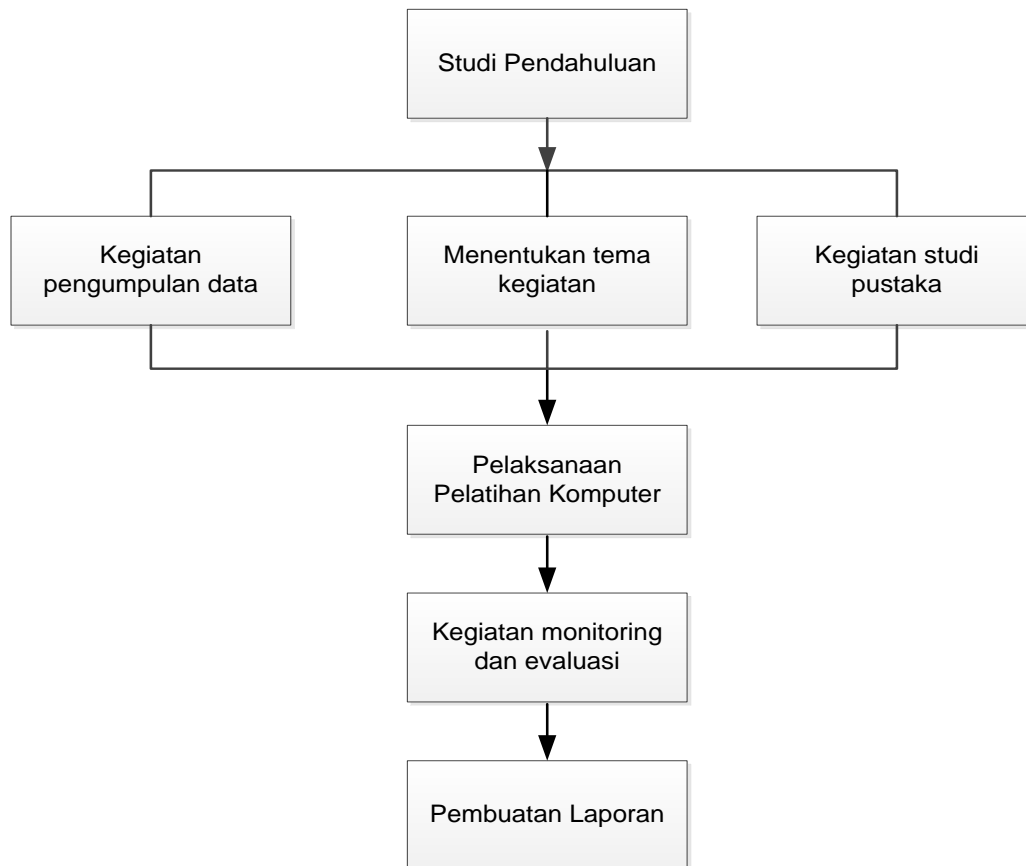 Studi Pendahuluan
Kegiatan
pengumpulan data
Menentukan tema
kegiatan
Kegiatan studi
pustaka
Pelaksanaan
Pelatihan Komputer
Kegiatan monitoring
dan evaluasi
Pembuatan Laporan